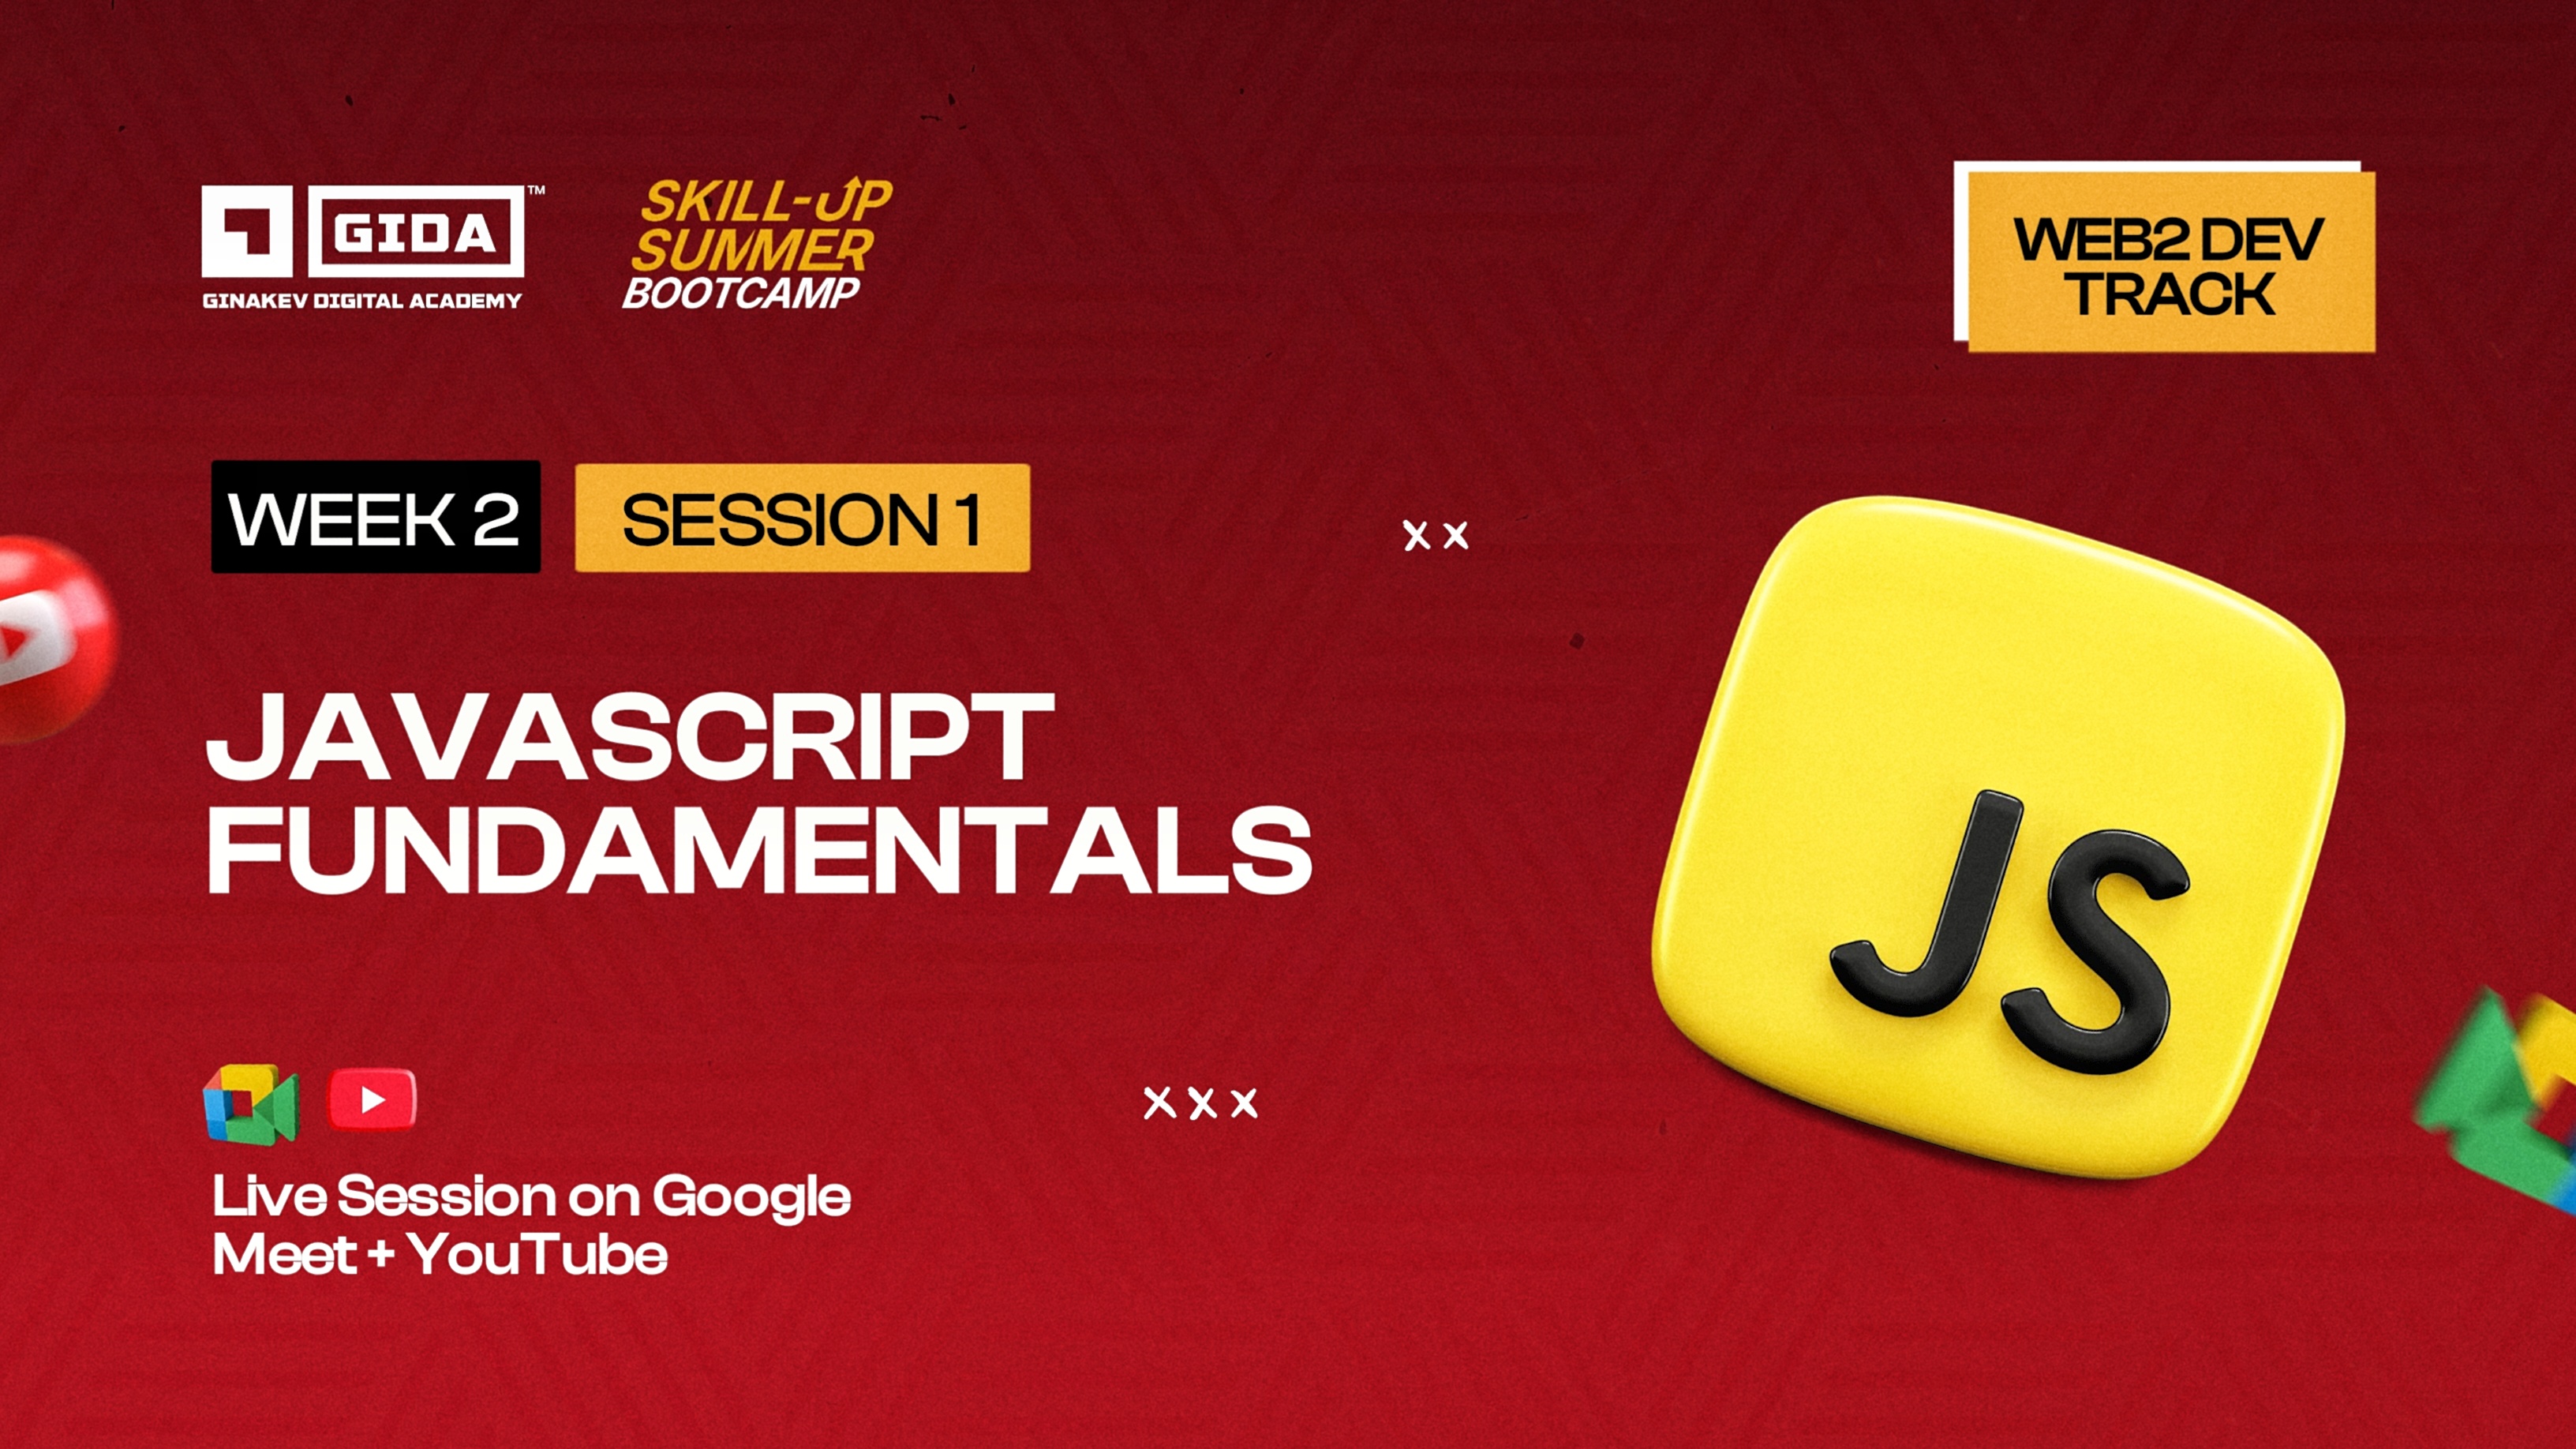 GIDA™
GINAKEV DIGITAL ACADEMY
SKILL-UP
SUMMER
BOOTCAMP
WEB2 DEV
TRACK
WEEK 2
SESSION 1
JAVASCRIPT
FUNDAMENTALS
JS
Live Session on Google
Meet + YouTube